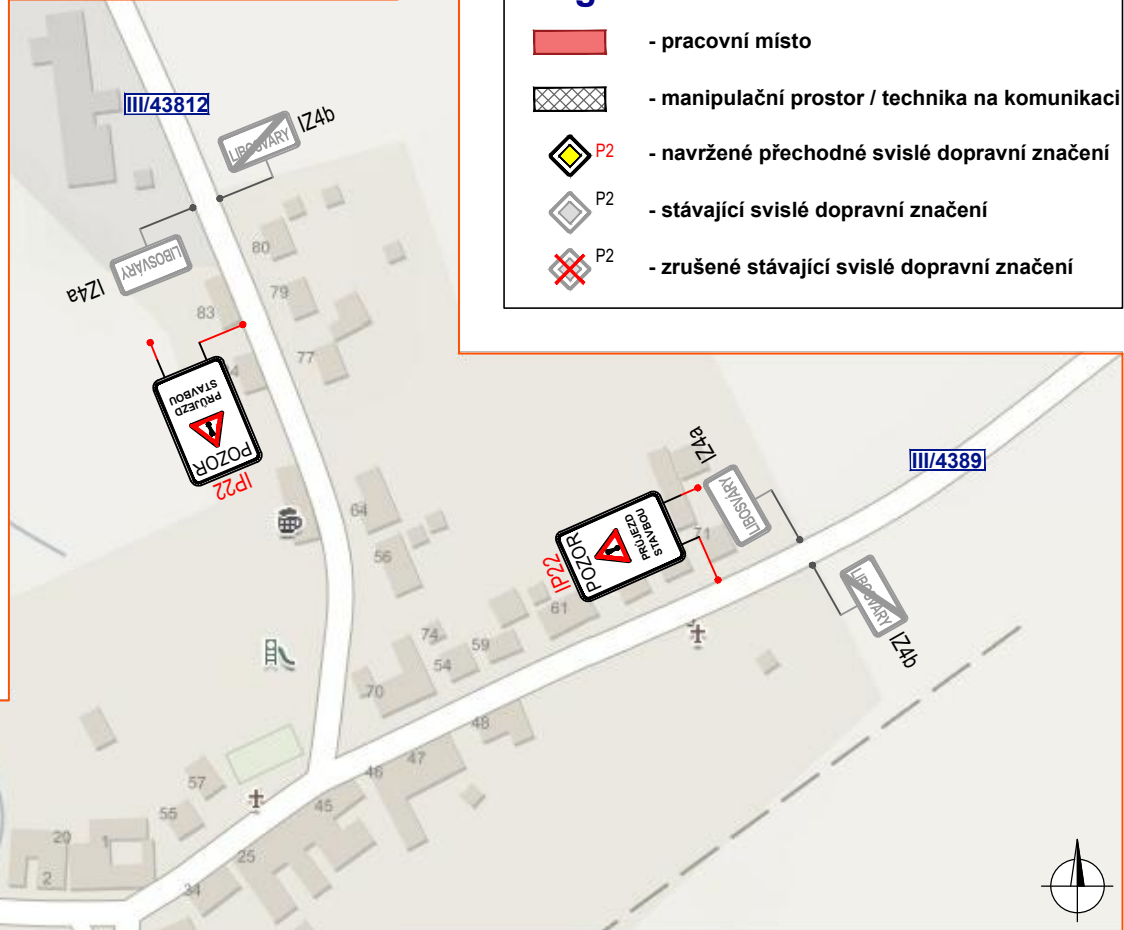 g
- pracovní místo
- manipulační prostor / technika na komunikaci
P2
- navržené přechodné svislé dopravní značení
P2
- stávající svislé dopravní značení
P2
- zrušené stávající svislé dopravní značení
III/43812
LIBOSVÁRY
IZ4b
LIBOSVÁRY
IZ4a
80
79
83
77
POZOR
PRŮJEZD
STAVBOU
IP22
64
56
IZ4a
LIBOSVÁRY
III/4389
71
POZOR
PRŮJEZD
STAVBOU
IP22
61
LIBOSVÁRY
IZ4b
74
59
54
70
48
47
46
45
57
55
20
1
2
25
34